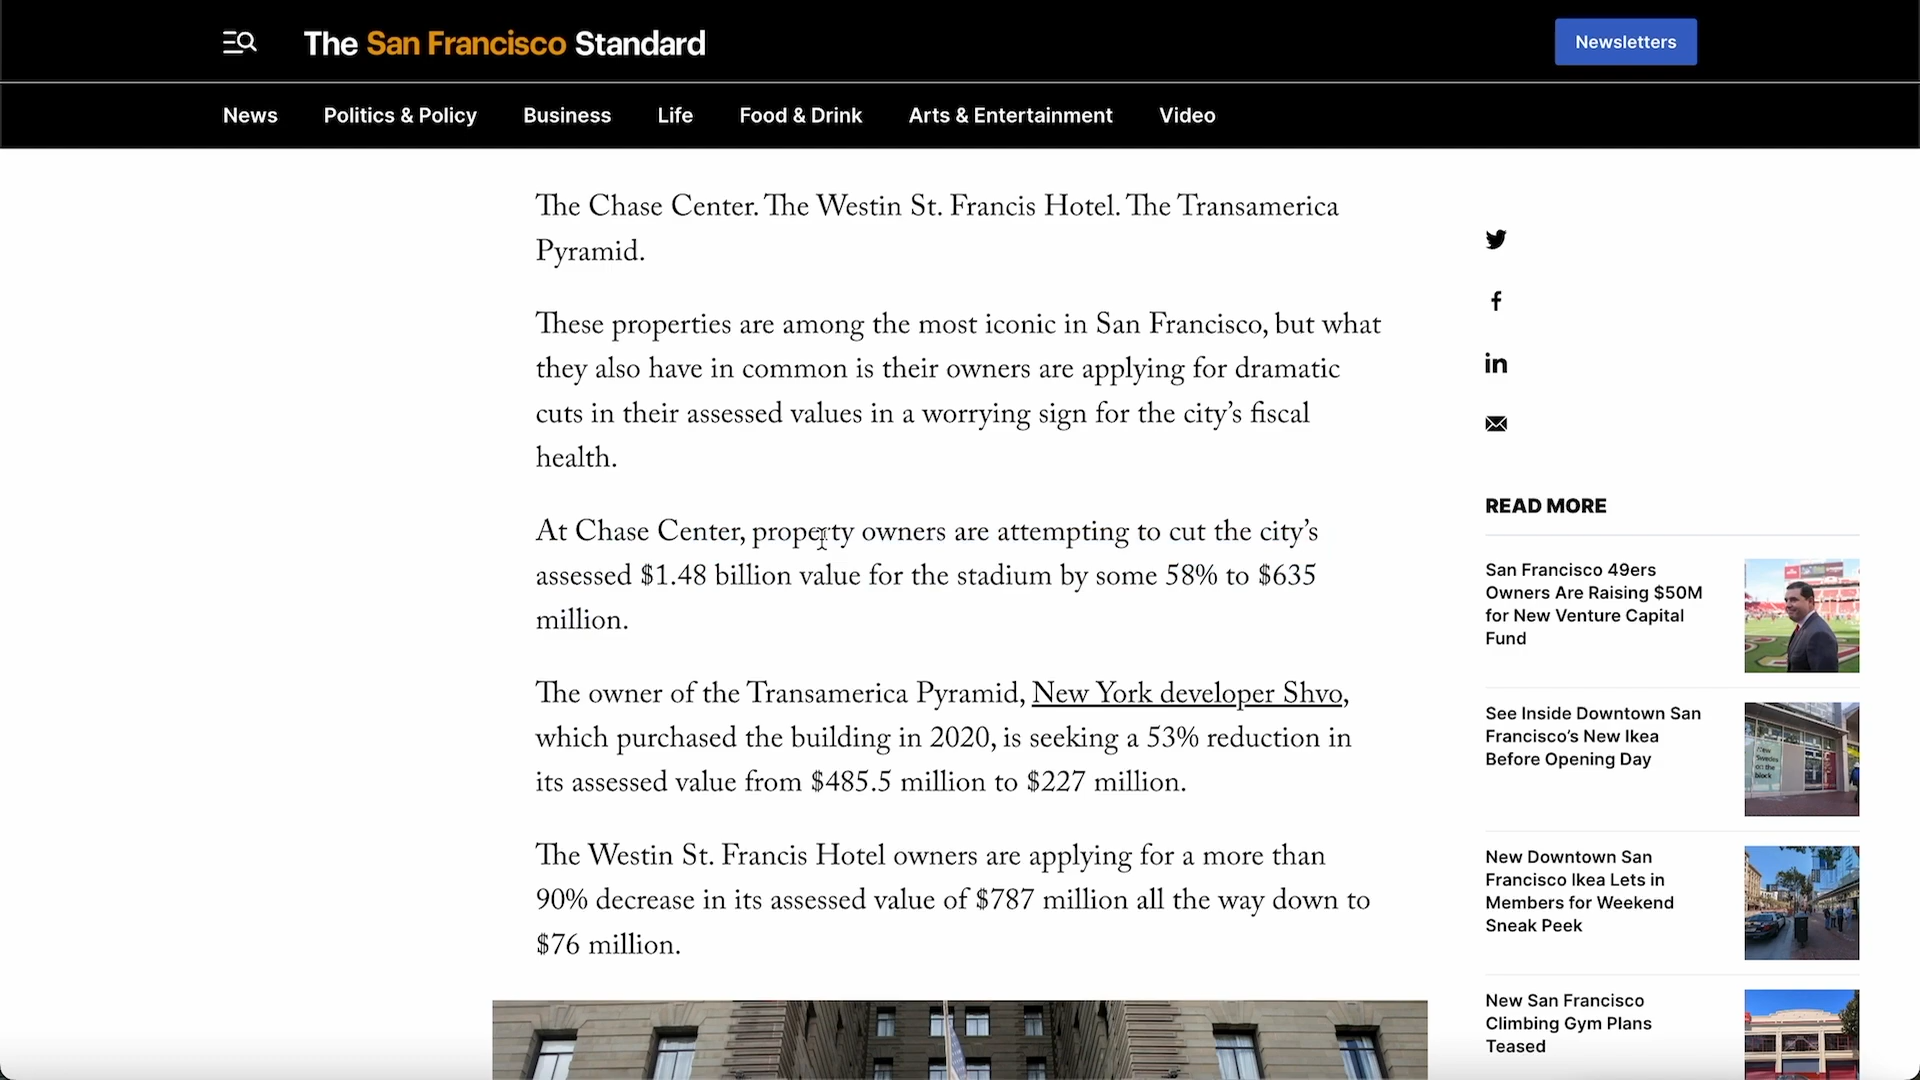 The San Francisco Standard
Newsletters
News Politics & Policy Business Life Food & Drink Arts & Entertainment Video
The Chase Center. The Westin St. Francis Hotel. The Transamerica
Pyramid.
These properties are among the most iconic in San Francisco, but what
they also have in common is their owners are applying for dramatic
cuts in their assessed values in a worrying sign for the city’s fiscal
health.
At Chase Center, property owners are attempting to cut the city’s
assessed $1.48 billion value for the stadium by some 58% to $635
million.
The owner of the Transamerica Pyramid, New York developer Shvo,
which purchased the building in 2020, is seeking a 53% reduction in
its assessed value from $485.5 million to $227 million.
The Westin St. Francis Hotel owners are applying for a more than
90% decrease in its assessed value of $787 million all the way down to
$76 million.
READ MORE
San Francisco 49ers
Owners Are Raising $50M
for New Venture Capital
Fund
See Inside Downtown San
Francisco’s New Ikea
Before Opening Day
New Downtown San
Francisco Ikea Lets in
Members for Weekend
Sneak Peek
New San Francisco
Climbing Gym Plans
Teased